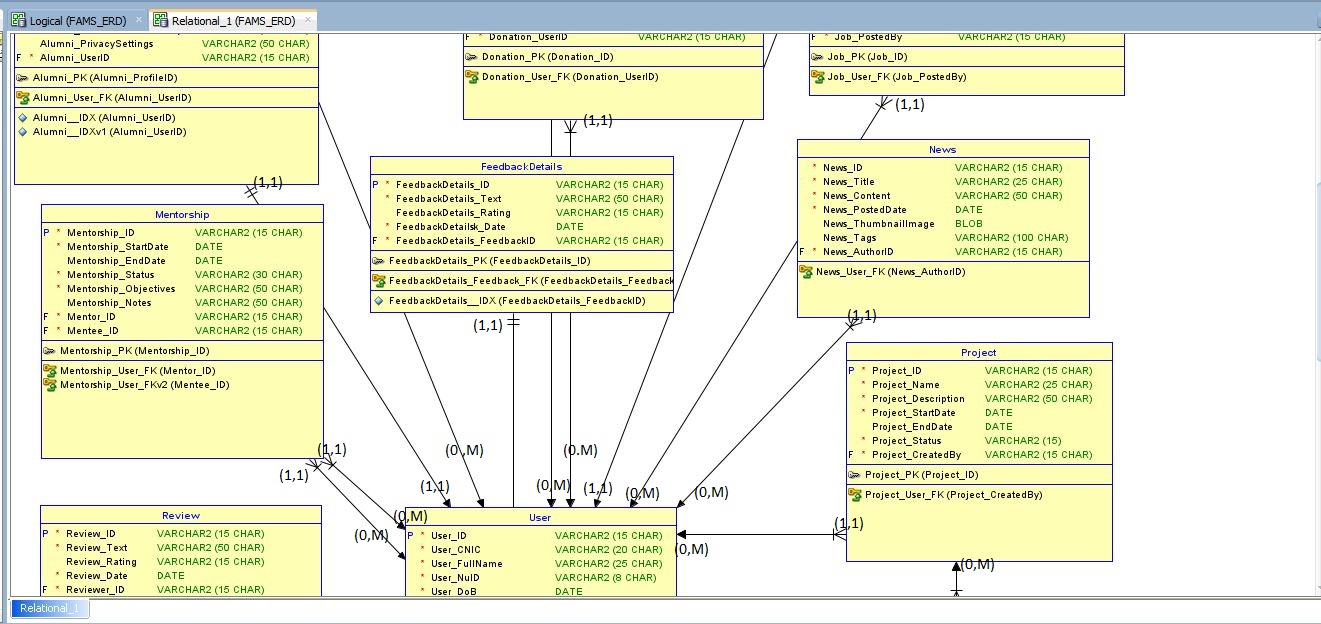 Logical (FAMS_ERD)
Relational_1 (FAMS_ERD)
Alumni_PrivacySettings VARCHAR2 (50 CHAR)
F * Alumni_UserID VARCHAR2 (15 CHAR)
Alumni_PK (Alumni_ProfileID)
Alumni_User_FK (Alumni_UserID)
Alumni__IDX (Alumni_UserID)
Alumni__IDXv1 (Alumni_UserID)
(1,1)
F * Donation_UserID VARCHAR2 (15 CHAR)
Donation_PK (Donation_ID)
Donation_User_FK (Donation_UserID)
(1,1)
F * Job_PostedBy VARCHAR2 (15 CHAR)
Job_PK (Job_ID)
Job_User_FK (Job_PostedBy)
(1,1)
FeedbackDetails
P * FeedbackDetails_ID VARCHAR2 (15 CHAR)
* FeedbackDetails_Text VARCHAR2 (50 CHAR)
FeedbackDetails_Rating VARCHAR2 (15 CHAR)
* FeedbackDetailsk_Date DATE
F * FeedbackDetails_FeedbackID VARCHAR2 (15 CHAR)
FeedbackDetails_PK (FeedbackDetails_ID)
FeedbackDetails_Feedback_FK (FeedbackDetails_Feedback
FeedbackDetails__IDX (FeedbackDetails_FeedbackID)
(1,1)
News
* News_ID VARCHAR2 (15 CHAR)
* News_Title VARCHAR2 (25 CHAR)
* News_Content VARCHAR2 (50 CHAR)
* News_PostedDate DATE
News_ThumbnailImage BLOB
News_Tags VARCHAR2 (100 CHAR)
F * News_AuthorID VARCHAR2 (15 CHAR)
News_User_FK (News_AuthorID)
(1,1)
Mentorship
P * Mentorship_ID VARCHAR2 (15 CHAR)
* Mentorship_StartDate DATE
Mentorship_EndDate DATE
* Mentorship_Status VARCHAR2 (30 CHAR)
* Mentorship_Objectives VARCHAR2 (50 CHAR)
Mentorship_Notes VARCHAR2 (50 CHAR)
F * Mentor_ID VARCHAR2 (15 CHAR)
F * Mentee_ID VARCHAR2 (15 CHAR)
Mentorship_PK (Mentorship_ID)
Mentorship_User_FK (Mentor_ID)
Mentorship_User_FKv2 (Mentee_ID)
(1,1)
(1,1)
Project
P * Project_ID VARCHAR2 (15 CHAR)
* Project_Name VARCHAR2 (25 CHAR)
* Project_Description VARCHAR2 (50 CHAR)
* Project_StartDate DATE
Project_EndDate DATE
* Project_Status VARCHAR2 (15)
F * Project_CreatedBy VARCHAR2 (15 CHAR)
Project_PK (Project_ID)
Project_User_FK (Project_CreatedBy)
(1,1)
(0,M)
(0,M)
(0.M)
(1,1)
(0,M)
(1,1)
(0,M)
(0,M)
(0,M)
(0,M)
(0,M)
Review
P * Review_ID VARCHAR2 (15 CHAR)
* Review_Text VARCHAR2 (50 CHAR)
Review_Rating VARCHAR2 (15 CHAR)
* Review_Date DATE
F * Reviewer_ID VARCHAR2 (15 CHAR)
User
P * User_ID VARCHAR2 (15 CHAR)
* User_CNIC VARCHAR2 (20 CHAR)
* User_FullName VARCHAR2 (25 CHAR)
* User_NuID VARCHAR2 (8 CHAR)
* User_DoB DATE
Relational_1